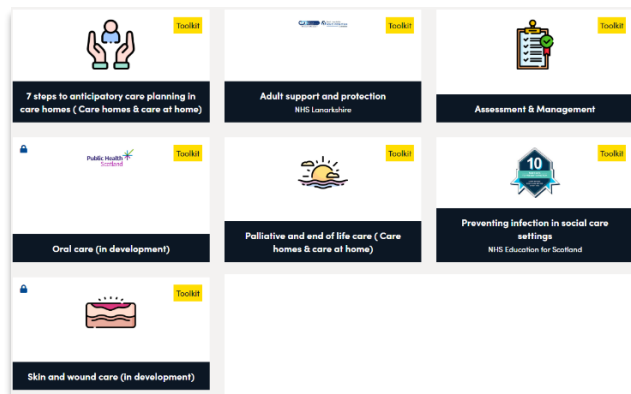 Toolkit
7 steps to anticipatory care planning in
care homes ( Care homes & care at home)
Toolkit
Adult support and protection
NHS Lanarkshire
Toolkit
Assessment & Management
Public Health
Scotland
Toolkit
Oral care (in development)
Toolkit
Palliative and end of life care ( Care
homes & care at home)
10
Toolkit
Preventing infection in social care
settings
NHS Education for Scotland
Toolkit
Skin and wound care (in development)